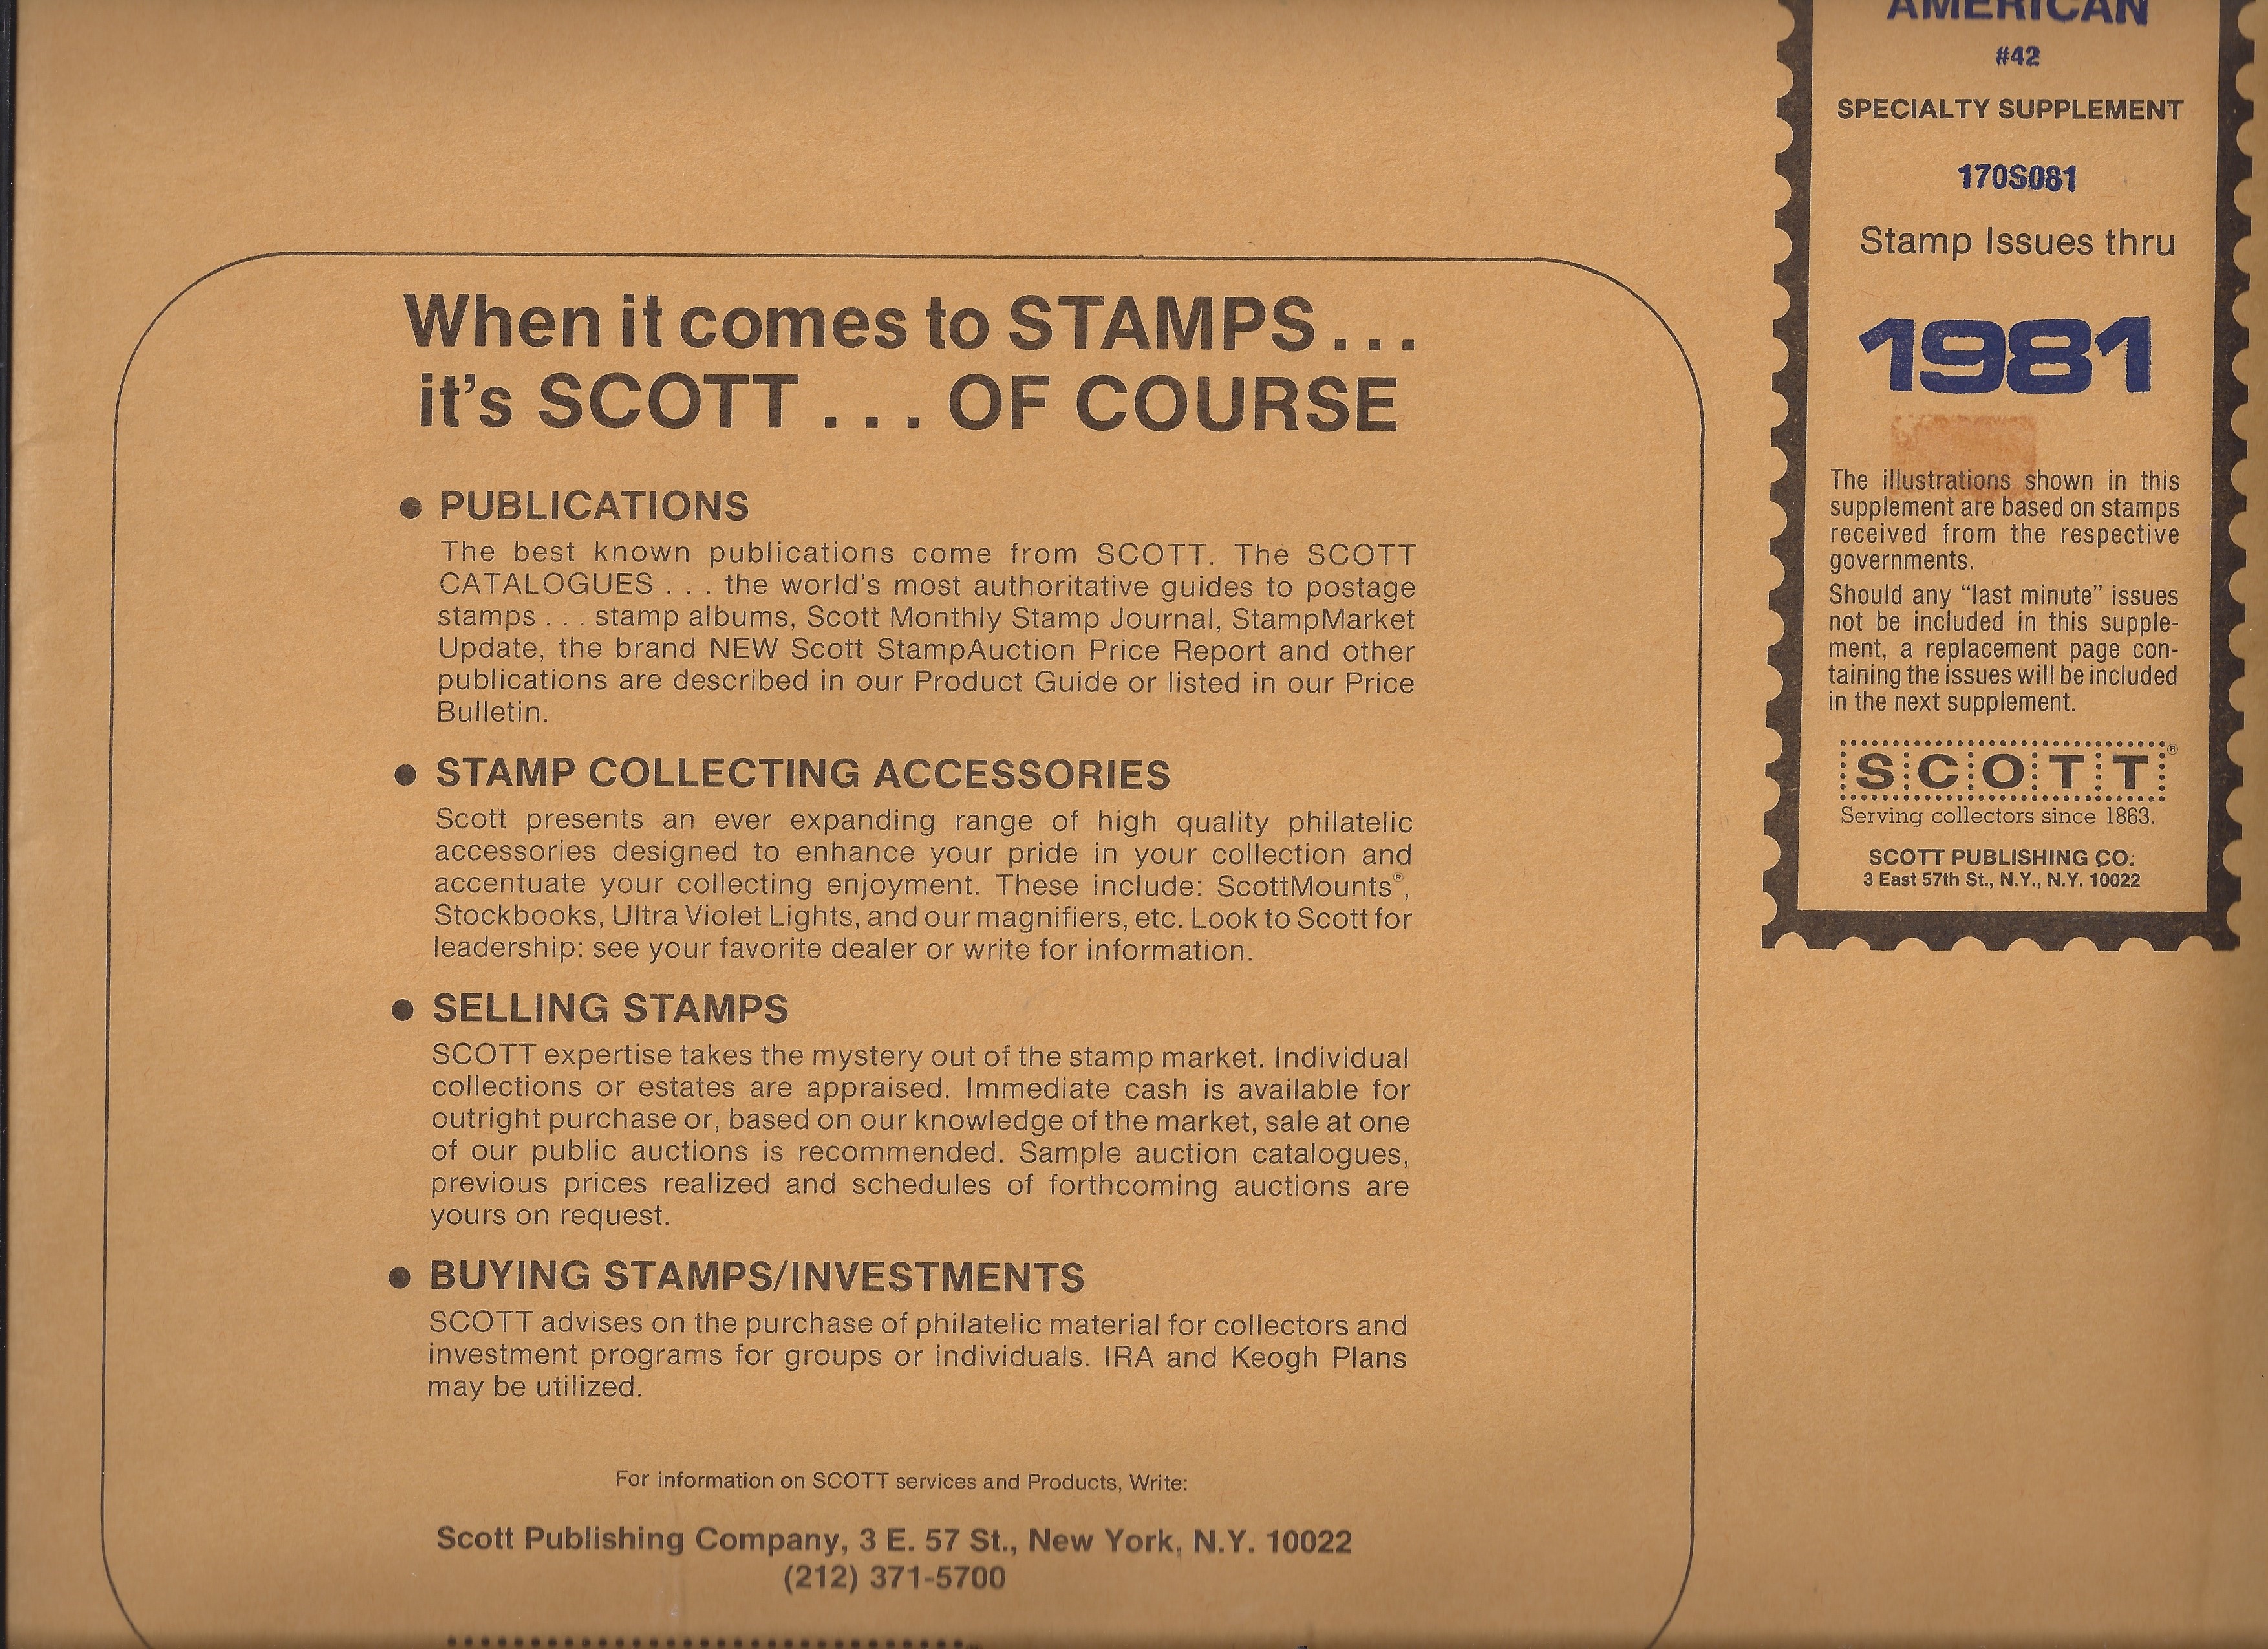 When it comes to STAMPS . . .
it's SCOTT . . . OF COURSE
● PUBLICATIONS
The best known publications come from SCOTT. The SCOTT
CATALOGUES . . . the world's most authoritative guides to postage
stamps . . . stamp albums, Scott Monthly Stamp Journal, StampMarket
Update, the brand NEW Scott StampAuction Price Report and other
publications are described in our Product Guide or listed in our Price
Bulletin.
● STAMP COLLECTING ACCESSORIES
Scott presents an ever expanding range of high quality philatelic
accessories designed to enhance your pride in your collection and
accentuate your collecting enjoyment. These include: ScottMounts®,
Stockbooks, Ultra Violet Lights, and our magnifiers, etc. Look to Scott for
leadership: see your favorite dealer or write for information.
● SELLING STAMPS
SCOTT expertise takes the mystery out of the stamp market. Individual
collections or estates are appraised. Immediate cash is available for
outright purchase or, based on our knowledge of the market, sale at one
of our public auctions is recommended. Sample auction catalogues,
previous prices realized and schedules of forthcoming auctions are
yours on request.
● BUYING STAMPS/INVESTMENTS
SCOTT advises on the purchase of philatelic material for collectors and
investment programs for groups or individuals. IRA and Keogh Plans
may be utilized.
For information on SCOTT services and Products, Write:
Scott Publishing Company, 3 E. 57 St., New York, N.Y. 10022
(212) 371-5700
AMERICAN
#42
SPECIALTY SUPPLEMENT
170S081
Stamp Issues thru
1981
The illustrations shown in this
supplement are based on stamps
received from the respective
governments.
Should any “last minute” issues
not be included in this supple-
ment, a replacement page con-
taining the issues will be included
in the next supplement.
SCOTT®
Serving collectors since 1863.
SCOTT PUBLISHING CO.
3 East 57th St., N.Y., N.Y. 10022